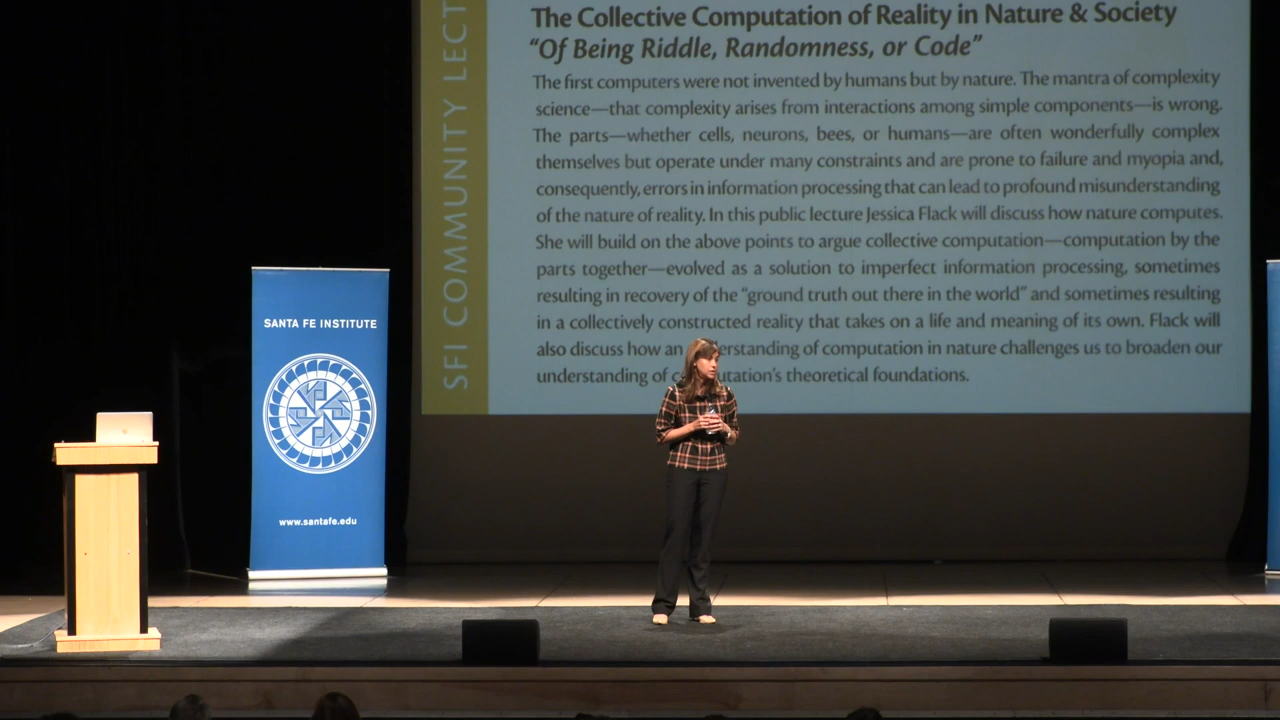 The Collective Computation of Reality in Nature & Society
“Of Being Riddle, Randomness, or Code”
The first computers were not invented by humans but by nature. The mantra of complexity
science—that complexity arises from interactions among simple components—is wrong.
The parts—whether cells, neurons, bees, or humans—are often wonderfully complex
themselves but operate under many constraints and are prone to failure and myopia and,
consequently, errors in information processing that can lead to profound misunderstanding
of the nature of reality. In this public lecture Jessica Flack will discuss how nature computes.
She will build on the above points to argue collective computation—computation by the
parts together—evolved as a solution to imperfect information processing, sometimes
resulting in recovery of the “ground truth out there in the world” and sometimes resulting
in a collectively constructed reality that takes on a life and meaning of its own. Flack will
also discuss how an erstanding of computation in nature challenges us to broaden our
understanding of c utation’s theoretical foundations.
SFI COMMUNITY LECT
SANTA FE INSTITUTE
www.santafe.edu